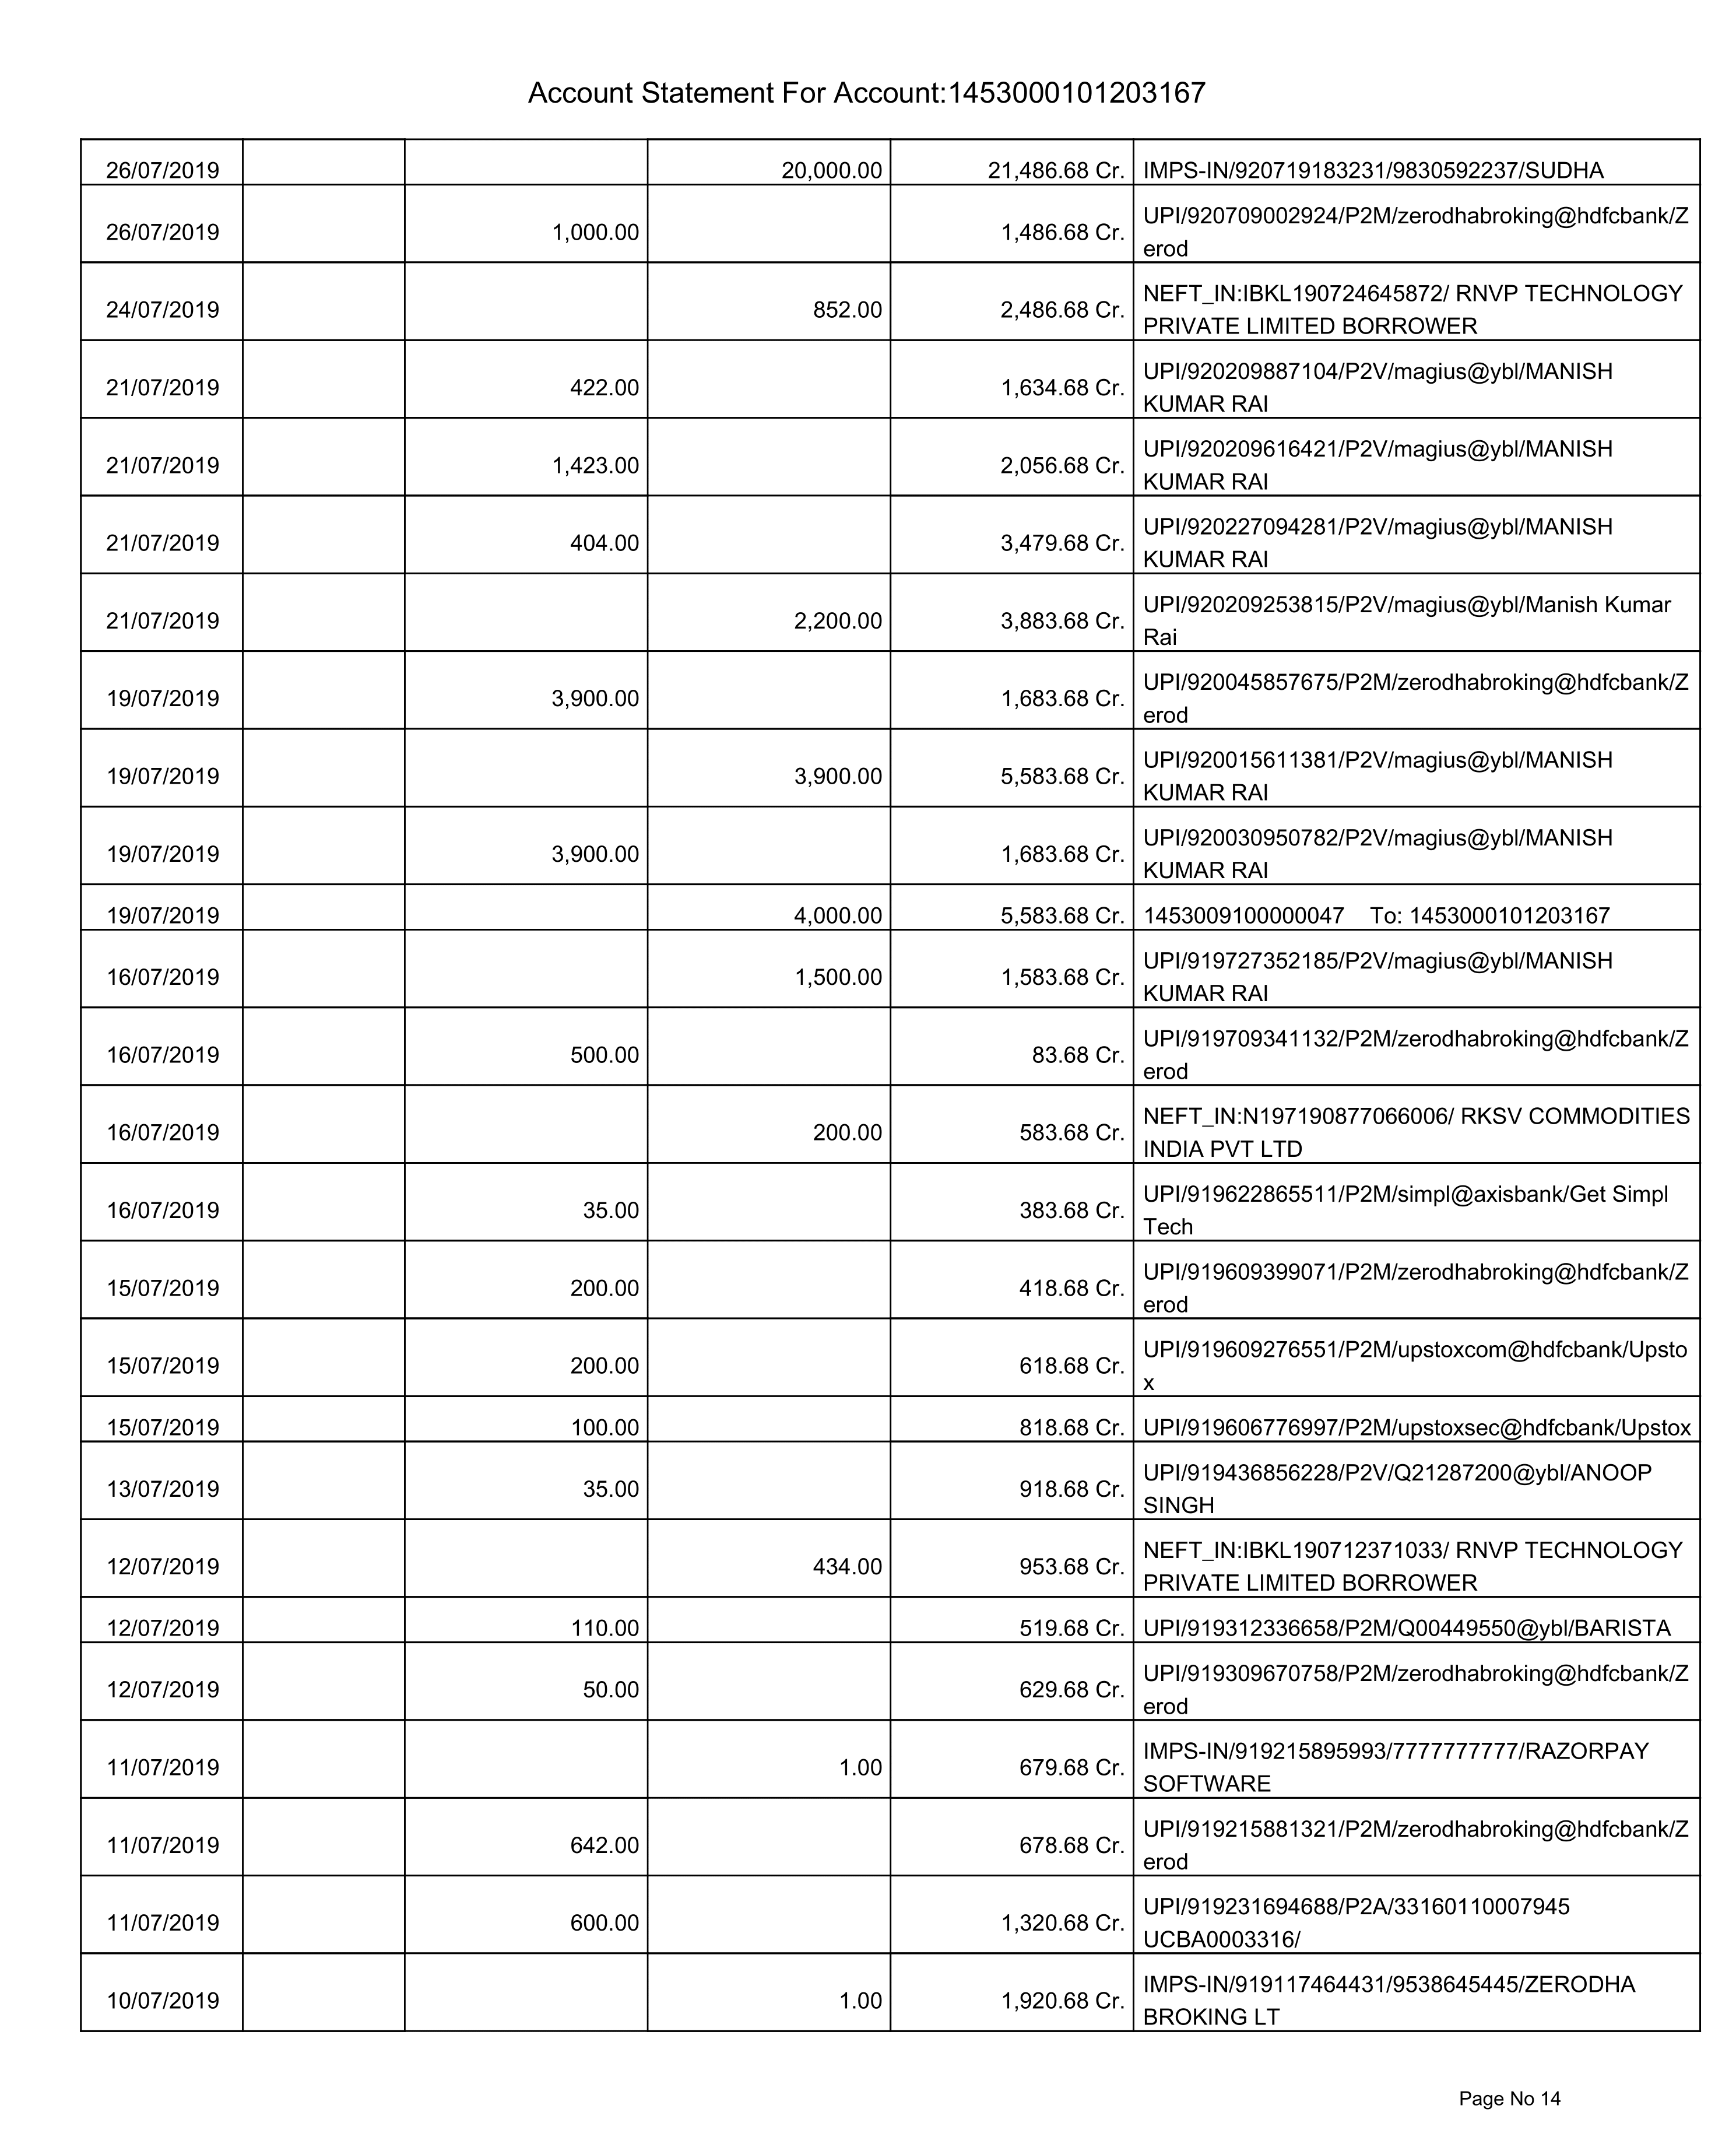 Account Statement For Account:1453000101203167
26/07/2019 20,000.00 21,486.68 Cr. IMPS-IN/920719183231/9830592237/SUDHA
26/07/2019 1,000.00 1,486.68 Cr. UPI/920709002924/P2M/zerodhabroking@hdfcbank/Z
erod
24/07/2019 852.00 2,486.68 Cr. NEFT_IN:IBKL190724645872/ RNVP TECHNOLOGY
PRIVATE LIMITED BORROWER
21/07/2019 422.00 1,634.68 Cr. UPI/920209887104/P2V/magius@ybl/MANISH
KUMAR RAI
21/07/2019 1,423.00 2,056.68 Cr. UPI/920209616421/P2V/magius@ybl/MANISH
KUMAR RAI
21/07/2019 404.00 3,479.68 Cr. UPI/920227094281/P2V/magius@ybl/MANISH
KUMAR RAI
21/07/2019 2,200.00 3,883.68 Cr. UPI/920209253815/P2V/magius@ybl/Manish Kumar
Rai
19/07/2019 3,900.00 1,683.68 Cr. UPI/920045857675/P2M/zerodhabroking@hdfcbank/Z
erod
19/07/2019 3,900.00 5,583.68 Cr. UPI/920015611381/P2V/magius@ybl/MANISH
KUMAR RAI
19/07/2019 3,900.00 1,683.68 Cr. UPI/920030950782/P2V/magius@ybl/MANISH
KUMAR RAI
19/07/2019 4,000.00 5,583.68 Cr. 1453009100000047 To: 1453000101203167
16/07/2019 1,500.00 1,583.68 Cr. UPI/919727352185/P2V/magius@ybl/MANISH
KUMAR RAI
16/07/2019 500.00 83.68 Cr. UPI/919709341132/P2M/zerodhabroking@hdfcbank/Z
erod
16/07/2019 200.00 583.68 Cr. NEFT_IN:N197190877066006/ RKSV COMMODITIES
INDIA PVT LTD
16/07/2019 35.00 383.68 Cr. UPI/919622865511/P2M/simpl@axisbank/Get Simpl
Tech
15/07/2019 200.00 418.68 Cr. UPI/919609399071/P2M/zerodhabroking@hdfcbank/Z
erod
15/07/2019 200.00 618.68 Cr. UPI/919609276551/P2M/upstoxcom@hdfcbank/Upsto
x
15/07/2019 100.00 818.68 Cr. UPI/919606776997/P2M/upstoxsec@hdfcbank/Upstox
13/07/2019 35.00 918.68 Cr. UPI/919436856228/P2V/Q21287200@ybl/ANOOP
SINGH
12/07/2019 434.00 953.68 Cr. NEFT_IN:IBKL190712371033/ RNVP TECHNOLOGY
PRIVATE LIMITED BORROWER
12/07/2019 110.00 519.68 Cr. UPI/919312336658/P2M/Q00449550@ybl/BARISTA
12/07/2019 50.00 629.68 Cr. UPI/919309670758/P2M/zerodhabroking@hdfcbank/Z
erod
11/07/2019 1.00 679.68 Cr. IMPS-IN/919215895993/7777777777/RAZORPAY
SOFTWARE
11/07/2019 642.00 678.68 Cr. UPI/919215881321/P2M/zerodhabroking@hdfcbank/Z
erod
11/07/2019 600.00 1,320.68 Cr. UPI/919231694688/P2A/33160110007945
UCBA0003316/
10/07/2019 1.00 1,920.68 Cr. IMPS-IN/919117464431/9538645445/ZERODHA
BROKING LT
Page No 14